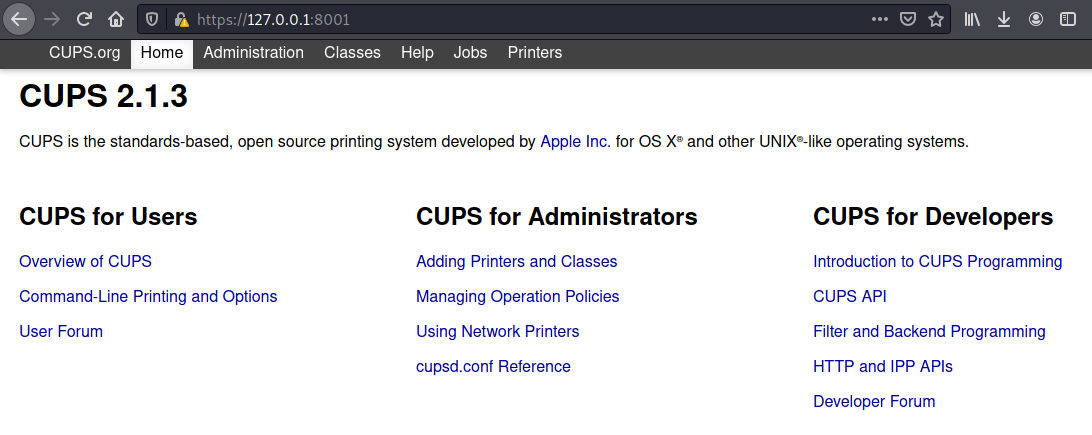 https://127.0.0.1:8001
CUPS.org Home Administration Classes Help Jobs Printers
CUPS 2.1.3
CUPS is the standards-based, open source printing system developed by Apple Inc. for OS X® and other UNIX®-like operating systems.
CUPS for Users
Overview of CUPS
Command-Line Printing and Options
User Forum
CUPS for Administrators
Adding Printers and Classes
Managing Operation Policies
Using Network Printers
cupsd.conf Reference
CUPS for Developers
Introduction to CUPS Programming
CUPS API
Filter and Backend Programming
HTTP and IPP APIs
Developer Forum